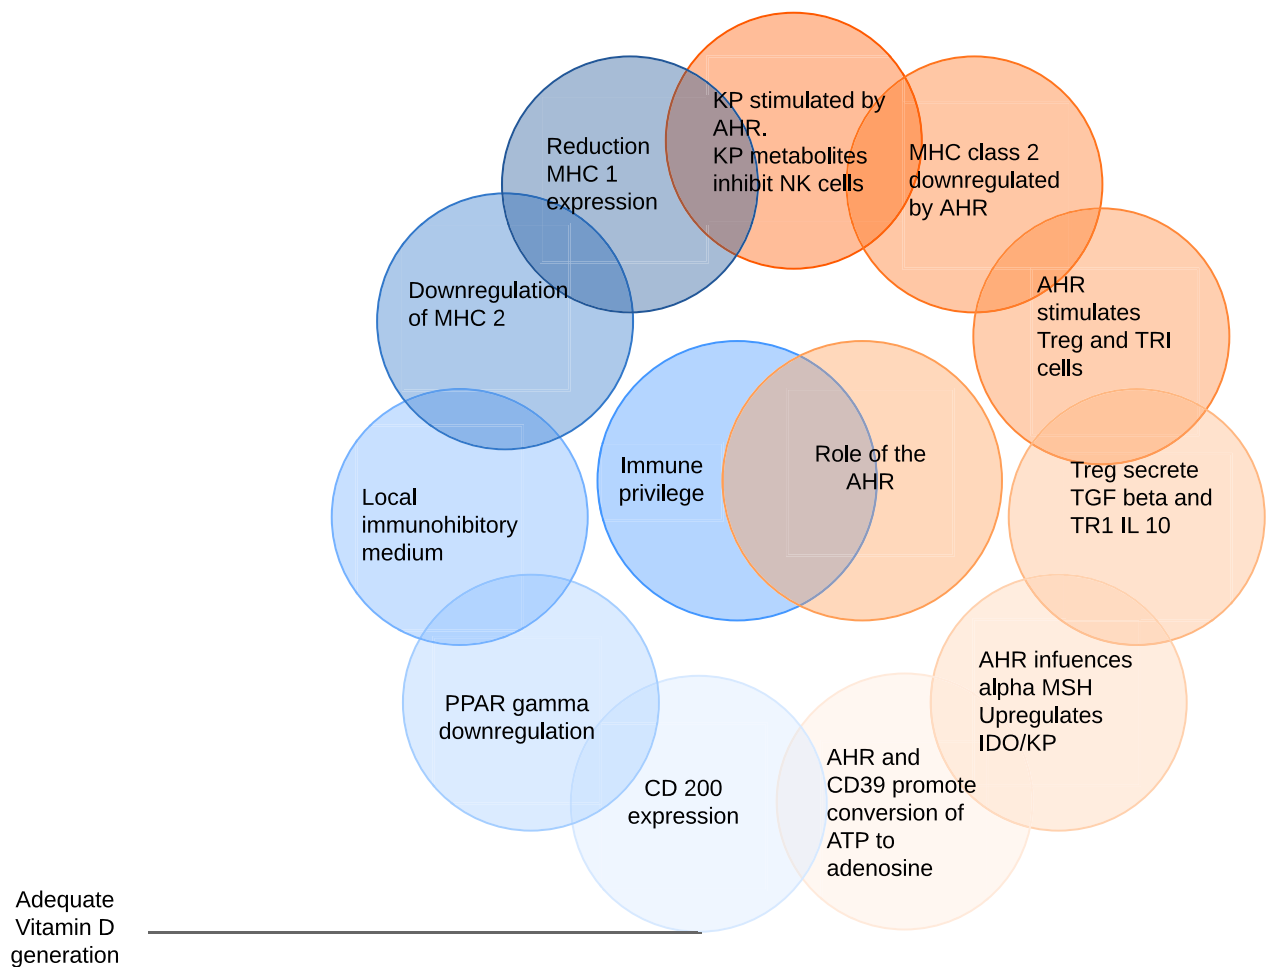 KP stimulated by
AHR.
KP metabolites
inhibit NK cells
Reduction
MHC 1
expression
MHC class 2
downregulated
by AHR
Downregulation
of MHC 2
AHR
stimulates
Treg and TRI
cells
Immune
privilege
Role of the
AHR
Local
immunohibitory
medium
Treg secrete
TGF beta and
TR1 IL 10
PPAR gamma
downregulation
AHR infuences
alpha MSH
Upregulates
IDO/KP
CD 200
expression
AHR and
CD39 promote
conversion of
ATP to
adenosine
Adequate
Vitamin D
generation